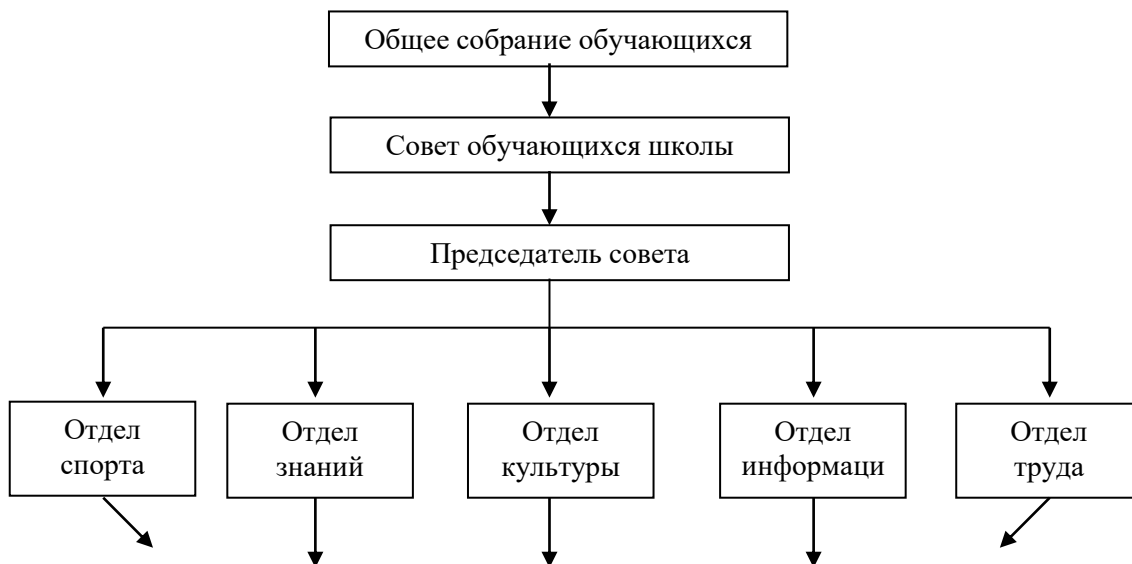 Общее собрание обучающихся
Совет обучающихся школы
Председатель совета
Отдел
спорта
Отдел
знаний
Отдел
культуры
Отдел
информаци
Отдел
труда